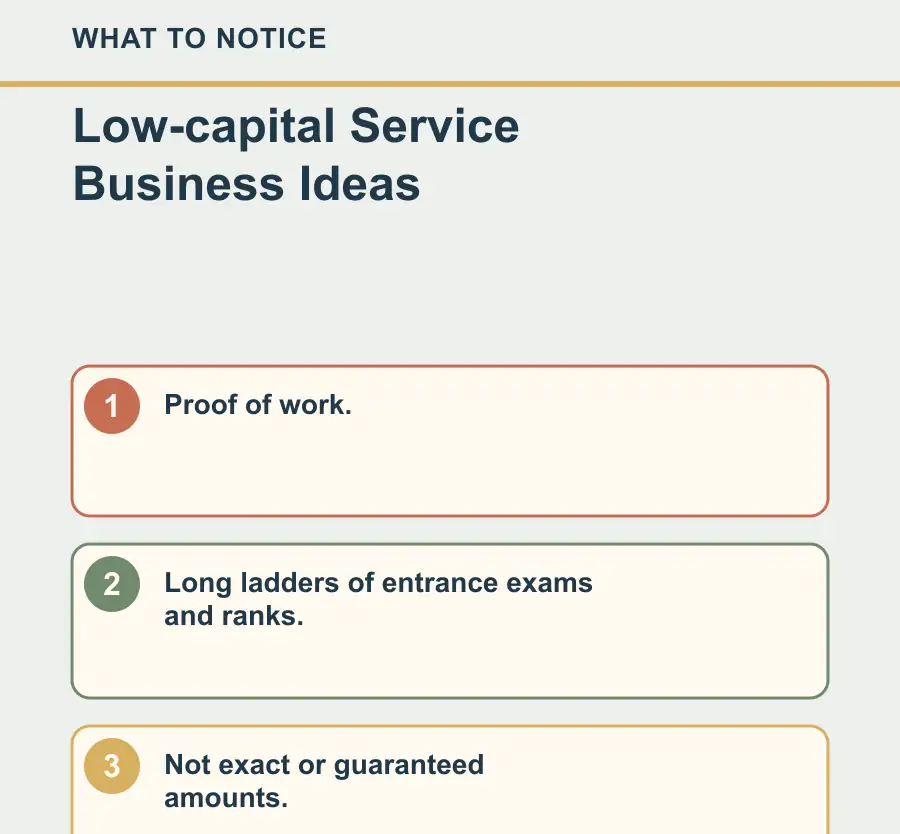 WHAT TO NOTICE
Low-capital Service
Business Ideas
1
Proof of work.
2
Long ladders of entrance exams
and ranks.
3
Not exact or guaranteed
amounts.